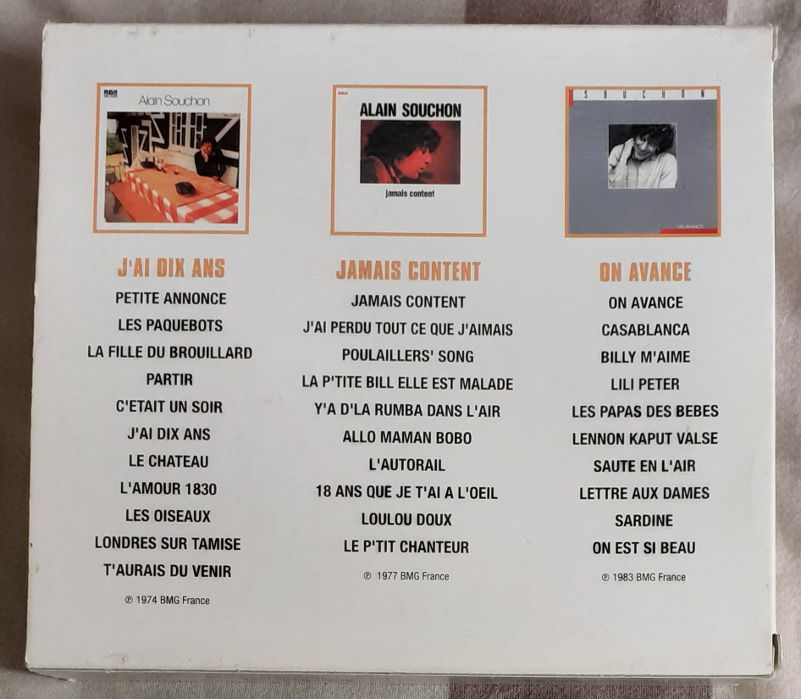 RCA
Alain Souchon
J'AI DIX ANS
PETITE ANNONCE
LES PAQUEBOTS
LA FILLE DU BROUILLARD
PARTIR
C'ETAIT UN SOIR
J'AI DIX ANS
LE CHATEAU
L'AMOUR 1830
LES OISEAUX
LONDRES SUR TAMISE
T'AURAIS DU VENIR
℗ 1974 BMG France
ALAIN SOUCHON
jamais content
JAMAIS CONTENT
JAMAIS CONTENT
J'AI PERDU TOUT CE QUE J'AIMAIS
POULAILLERS' SONG
LA P'TITE BILL ELLE EST MALADE
Y'A D'LA RUMBA DANS L'AIR
ALLO MAMAN BOBO
L'AUTORAIL
18 ANS QUE JE T'AI A L'OEIL
LOULOU DOUX
LE P'TIT CHANTEUR
℗ 1977 BMG France
SOUCHON
ON AVANCE
ON AVANCE
ON AVANCE
CASABLANCA
BILLY M'AIME
LILI PETER
LES PAPAS DES BEBES
LENNON KAPUT VALSE
SAUTE EN L'AIR
LETTRE AUX DAMES
SARDINE
ON EST SI BEAU
℗ 1983 BMG France